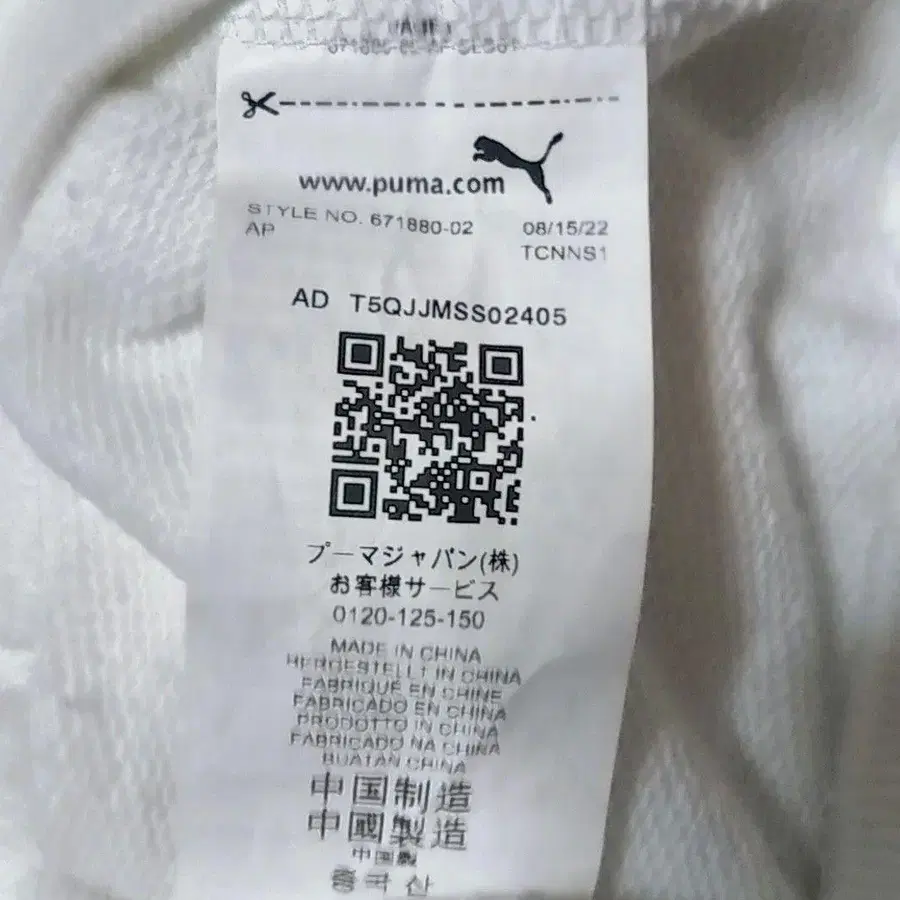 www.puma.com
STYLE NO. 671880-02 08/15/22
AP TCNNS1
AD T5QJJMSS02405
プーマジャパン(株)
お客様サービス
0120-125-150
MADE IN CHINA
HERGESTELLT IN CHINA
FABRIQUÉ EN CHINE
FABRICADO EN CHINA
PRODOTTO IN CHINA
FABRICADO NA CHINA
BUATAN CHINA
中国制造
中國製造
中国製
중국 산